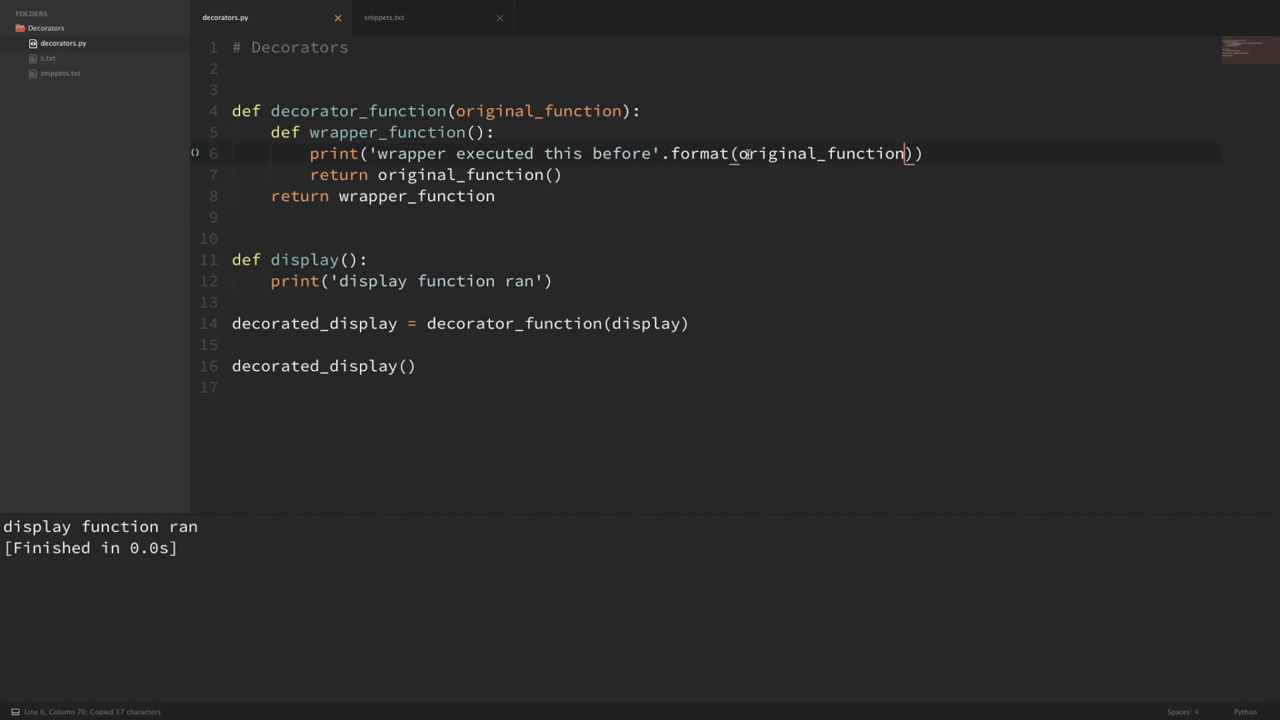 FOLDERS
Decorators
decorators.py
s.txt
snippets.txt
decorators.py
snippets.txt
1 # Decorators
2
3
4 def decorator_function(original_function):
5     def wrapper_function():
6         print('wrapper executed this before'.format(original_function))
7         return original_function()
8     return wrapper_function
9
10
11 def display():
12     print('display function ran')
13
14 decorated_display = decorator_function(display)
15
16 decorated_display()
17
display function ran
[Finished in 0.0s]
Line 6, Column 70; Copied 17 characters
Spaces: 4
Python